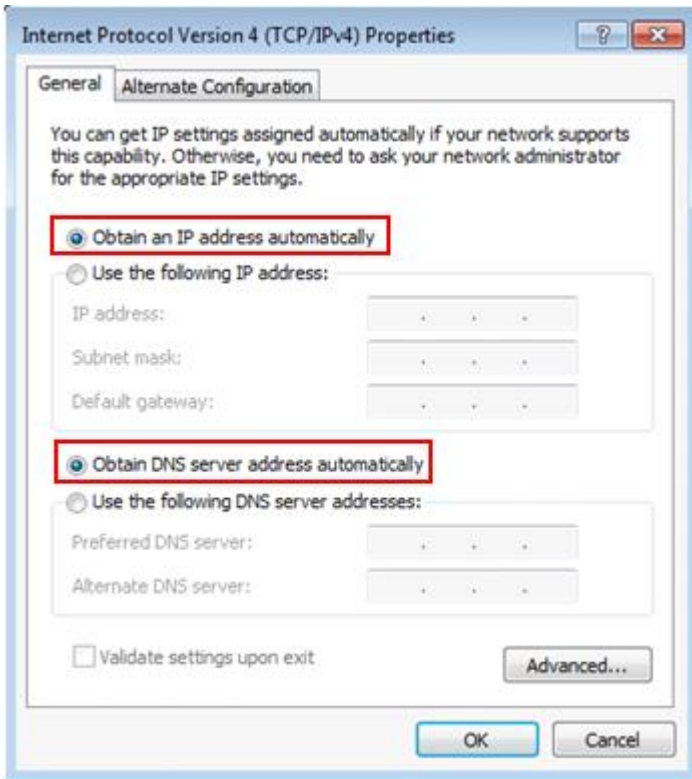 Internet Protocol Version 4 (TCP/IPv4) Properties
General
Alternate Configuration
You can get IP settings assigned automatically if your network supports
this capability. Otherwise, you need to ask your network administrator
for the appropriate IP settings.
Obtain an IP address automatically
Use the following IP address:
IP address:
Subnet mask:
Default gateway:
Obtain DNS server address automatically
Use the following DNS server addresses:
Preferred DNS server:
Alternate DNS server:
Validate settings upon exit
Advanced...
OK
Cancel